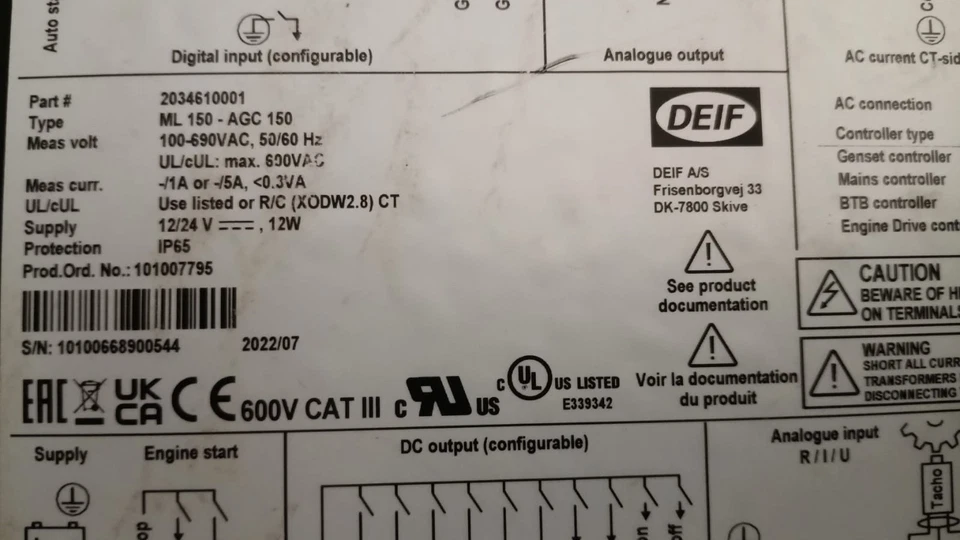 Auto st
G
G
Digital input (configurable)
Analogue output
AC current CT-sid
Part # 2034610001
Type ML 150 - AGC 150
Meas volt 100-690VAC, 50/60 Hz
UL/cUL: max. 600VAC
Meas curr. -/1A or -/5A, <0.3VA
UL/cUL Use listed or R/C (XODW2.8) CT
Supply 12/24 V , 12W
Protection IP65
Prod.Ord. No.: 101007795
S/N: 10100668900544 2022/07
DEIF
DEIF A/S
Frisenborgvej 33
DK-7800 Skive
See product
documentation
Voir la documentation
du produit
AC connection
Controller type
Genset controller
Mains controller
BTB controller
Engine Drive cont
CAUTION
BEWARE OF H
ON TERMINALS
WARNING
SHORT ALL CURR
TRANSFORMERS
DISCONNECTING
EAC UK CA CE 600V CAT III c RU US
c UL US LISTED
E339342
Supply
Engine start
DC output (configurable)
Analogue input
R / I / U
Tacho
op
on
off